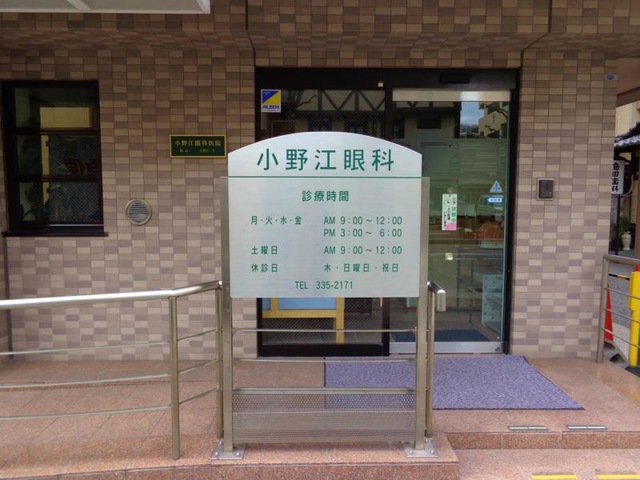 ALSOK
小野江眼科医院
小野江眼科
診療時間
月・火・水・金 AM 9:00～12:00
PM 3:00～ 6:00
土曜日 AM 9:00～12:00
休診日 木・日曜日・祝日
TEL 335-2171